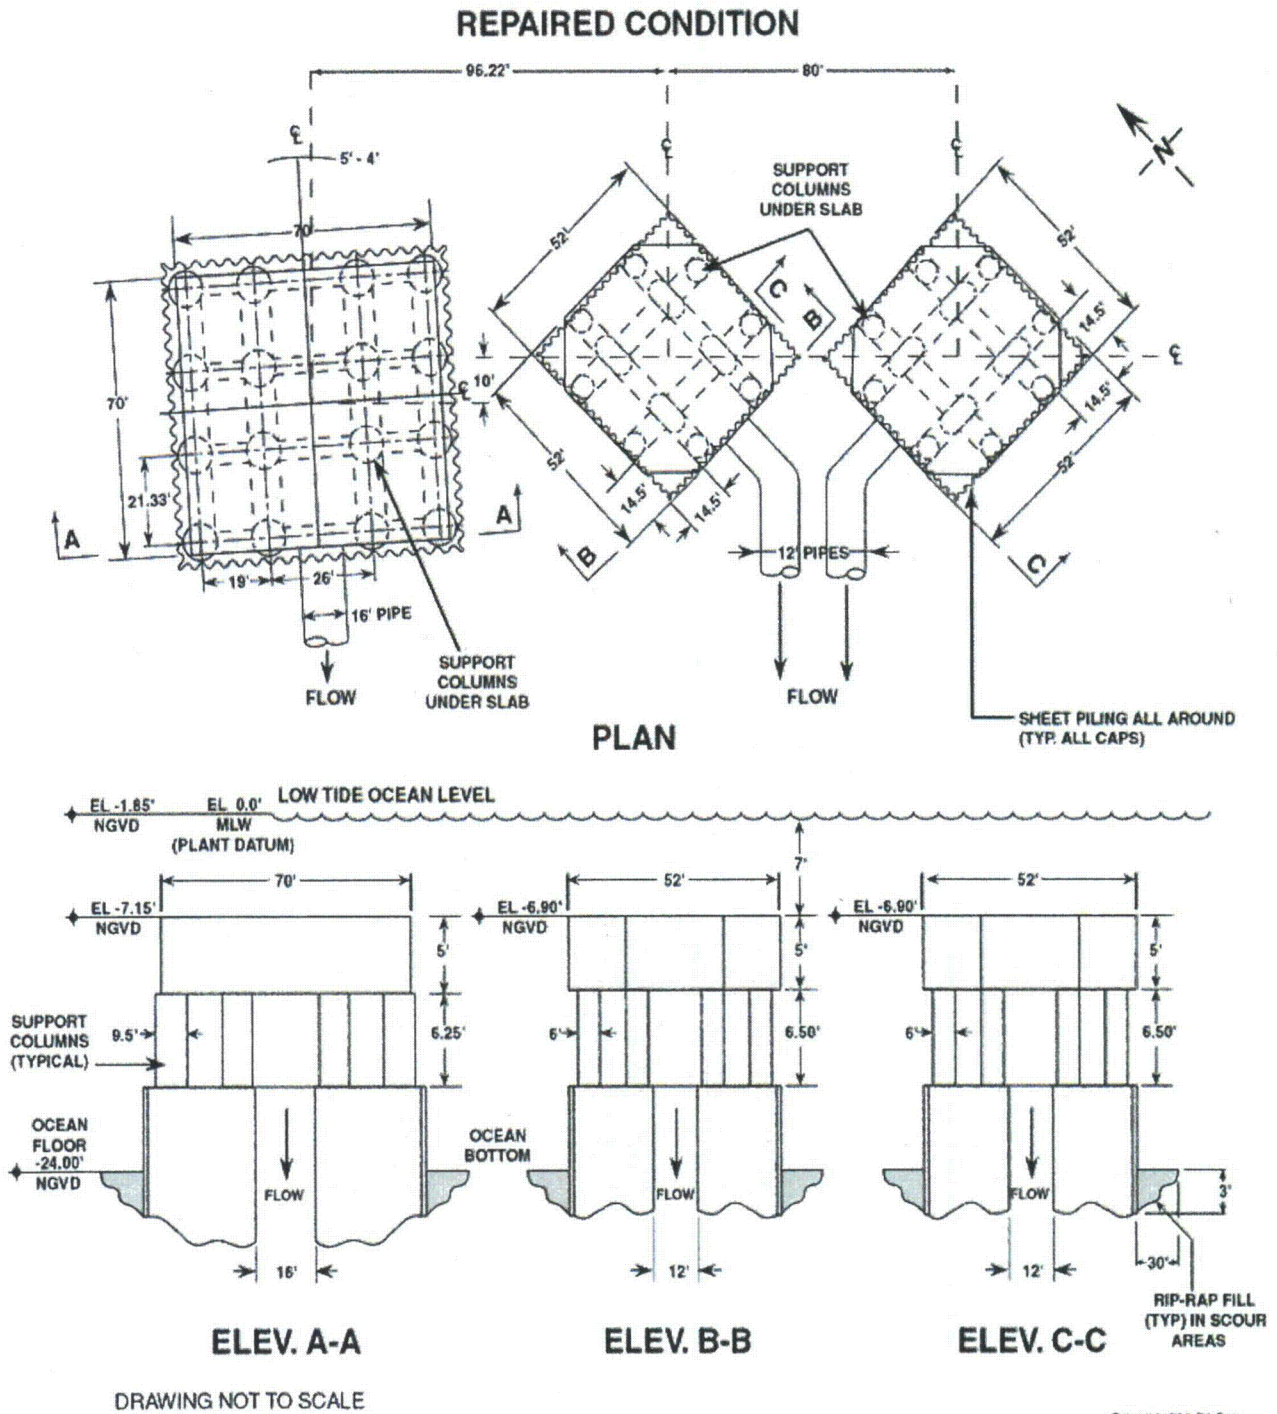 REPAIRED CONDITION
96.22'
80'
℄
5' - 4'
℄
℄
N
SUPPORT
COLUMNS
UNDER SLAB
70'
52'
52'
C
B
14.5'
70'
10'
℄
℄
14.5'
52'
52'
21.33'
14.5'
14.5'
A
A
B
C
12' PIPES
19'
26'
16' PIPE
SUPPORT
COLUMNS
UNDER SLAB
FLOW
FLOW
SHEET PILING ALL AROUND
(TYP. ALL CAPS)
PLAN
LOW TIDE OCEAN LEVEL
EL -1.85'
NGVD
EL 0.0'
MLW
(PLANT DATUM)
7'
70'
52'
52'
EL -7.15'
NGVD
EL -6.90'
NGVD
EL -6.90'
NGVD
5'
5'
5'
SUPPORT
COLUMNS
(TYPICAL)
9.5'
6.25'
6'
6.50'
6'
6.50'
OCEAN
FLOOR
-24.00'
NGVD
OCEAN
BOTTOM
FLOW
FLOW
FLOW
3'
16'
12'
12'
30'
RIP-RAP FILL
(TYP) IN SCOUR
AREAS
ELEV. A-A
ELEV. B-B
ELEV. C-C
DRAWING NOT TO SCALE